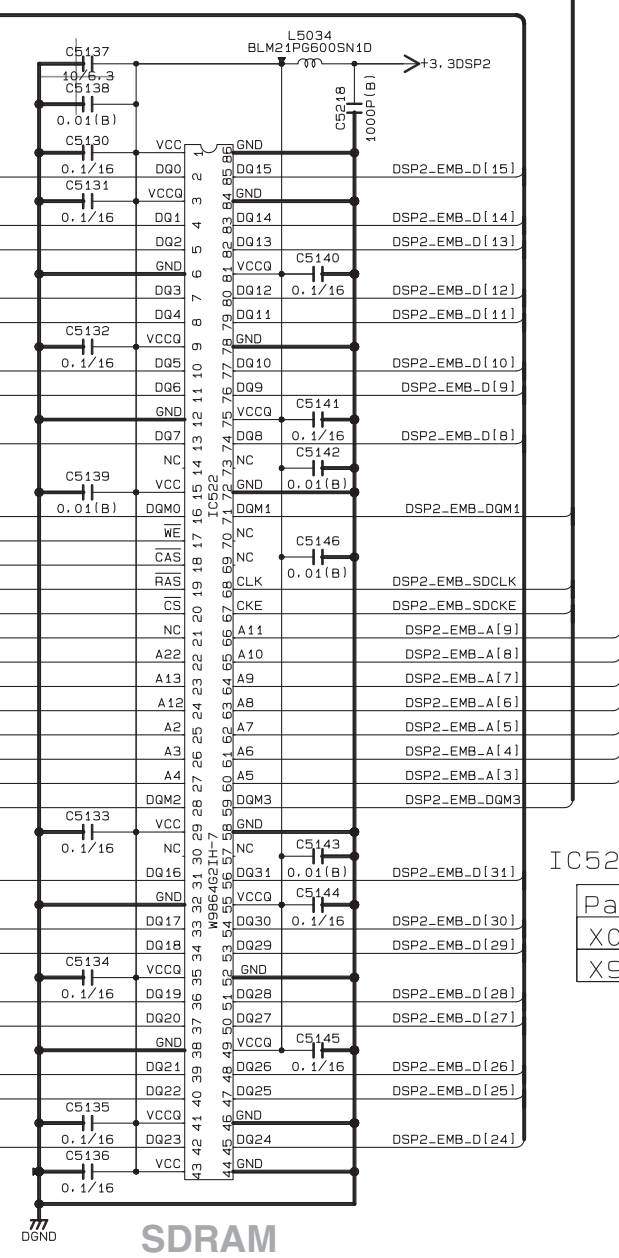 L5034
BLM21PG600SN1D
+3.3DSP2
C5137
10/6.3
C5138
0.01(B)
C5218
1000P(B)
C5130
0.1/16
VCC 1 86 GND
DQ0 2 85 DQ15 DSP2_EMB_D[15]
C5131
0.1/16
VCCQ 3 84 GND
DQ1 4 83 DQ14 DSP2_EMB_D[14]
DQ2 5 82 DQ13 DSP2_EMB_D[13]
GND 6 81 VCCQ
C5140
0.1/16
DQ3 7 80 DQ12 DSP2_EMB_D[12]
DQ4 8 79 DQ11 DSP2_EMB_D[11]
C5132
0.1/16
VCCQ 9 78 GND
DQ5 10 77 DQ10 DSP2_EMB_D[10]
DQ6 11 76 DQ9 DSP2_EMB_D[9]
GND 12 75 VCCQ
C5141
0.1/16
DQ7 13 74 DQ8 DSP2_EMB_D[8]
NC 14 73 NC
C5142
0.01(B)
C5139
0.01(B)
VCC 15 72 GND
IC522
DQM0 16 71 DQM1 DSP2_EMB_DQM1
WE 17 70 NC
C5146
0.01(B)
CAS 18 69 NC
RAS 19 68 CLK DSP2_EMB_SDCLK
CS 20 67 CKE DSP2_EMB_SDCKE
NC 21 66 A11 DSP2_EMB_A[9]
A22 22 65 A10 DSP2_EMB_A[8]
A13 23 64 A9 DSP2_EMB_A[7]
A12 24 63 A8 DSP2_EMB_A[6]
A2 25 62 A7 DSP2_EMB_A[5]
A3 26 61 A6 DSP2_EMB_A[4]
A4 27 60 A5 DSP2_EMB_A[3]
DQM2 28 59 DQM3 DSP2_EMB_DQM3
C5133
0.1/16
VCC 29 58 GND
W9864G2IH-7
NC 30 57 NC
C5143
0.01(B)
DQ16 31 56 DQ31 DSP2_EMB_D[31]
GND 32 55 VCCQ
C5144
0.1/16
DQ17 33 54 DQ30 DSP2_EMB_D[30]
DQ18 34 53 DQ29 DSP2_EMB_D[29]
C5134
0.1/16
VCCQ 35 52 GND
DQ19 36 51 DQ28 DSP2_EMB_D[28]
DQ20 37 50 DQ27 DSP2_EMB_D[27]
GND 38 49 VCCQ
C5145
0.1/16
DQ21 39 48 DQ26 DSP2_EMB_D[26]
DQ22 40 47 DQ25 DSP2_EMB_D[25]
C5135
0.1/16
VCCQ 41 46 GND
DQ23 42 45 DQ24 DSP2_EMB_D[24]
C5136
0.1/16
VCC 43 44 GND
DGND
SDRAM
IC52
Pa
X9